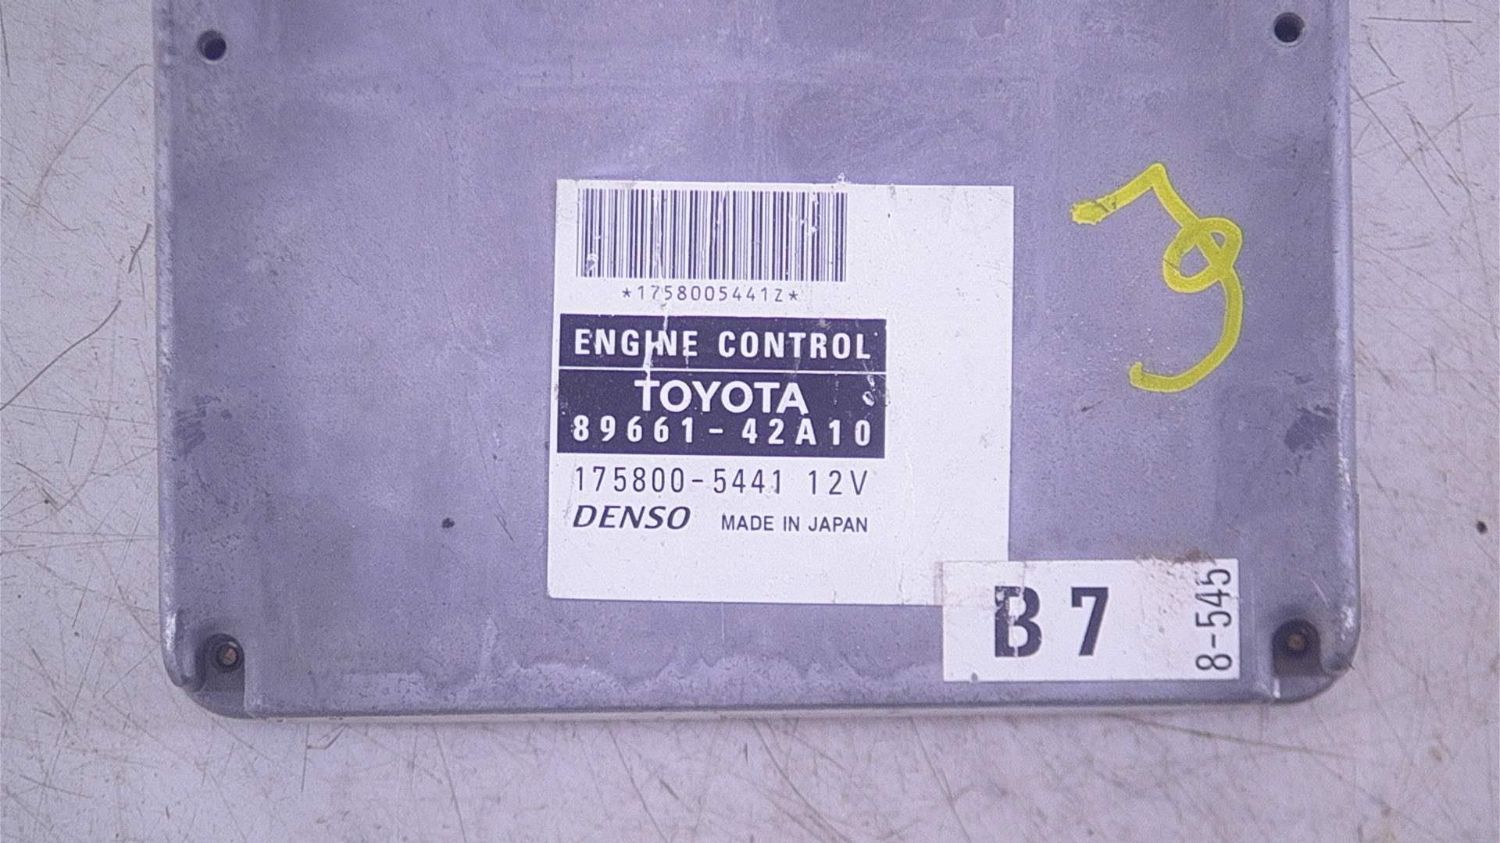 *1758005441Z*
ENGINE CONTROL
TOYOTA
89661-42A10
175800-5441 12V
DENSO MADE IN JAPAN
B7
8-545